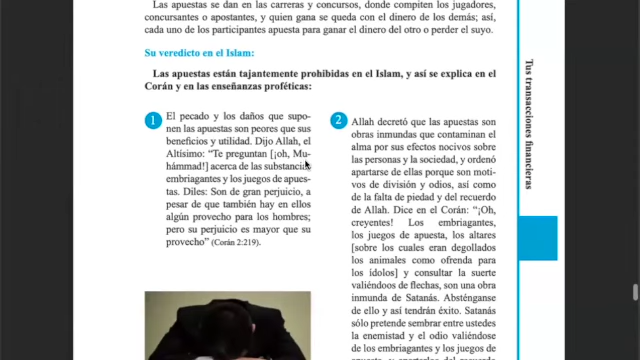 Las apuestas se dan en las carreras y concursos, donde compiten los jugadores,
concursantes o apostantes, y quien gana se queda con el dinero de los demás; así,
cada uno de los participantes apuesta para ganar el dinero del otro o perder el suyo.
Su veredicto en el Islam:
Las apuestas están tajantemente prohibidas en el Islam, y así se explica en el
Corán y en las enseñanzas proféticas:
1
El pecado y los daños que supo-
nen las apuestas son peores que sus
beneficios y utilidad. Dijo Allah, el
Altísimo: “Te preguntan [¡oh, Mu-
hámmad!] acerca de las substancias
embriagantes y los juegos de apues-
tas. Diles: Son de gran perjuicio, a
pesar de que también hay en ellos
algún provecho para los hombres;
pero su perjuicio es mayor que su
provecho” (Corán 2:219).
2
Allah decretó que las apuestas son
obras inmundas que contaminan el
alma por sus efectos nocivos sobre
las personas y la sociedad, y ordenó
apartarse de ellas porque son moti-
vos de división y odios, así como
de la falta de piedad y del recuerdo
de Allah. Dice en el Corán: “¡Oh,
creyentes! Los embriagantes,
los juegos de apuesta, los altares
[sobre los cuales eran degollados
los animales como ofrenda para
los ídolos] y consultar la suerte
valiéndose de flechas, son una obra
inmunda de Satanás. Absténganse
de ello y así tendrán éxito. Satanás
sólo pretende sembrar entre ustedes
la enemistad y el odio valiéndose
de los embriagantes y los juegos de
Tus transacciones financieras